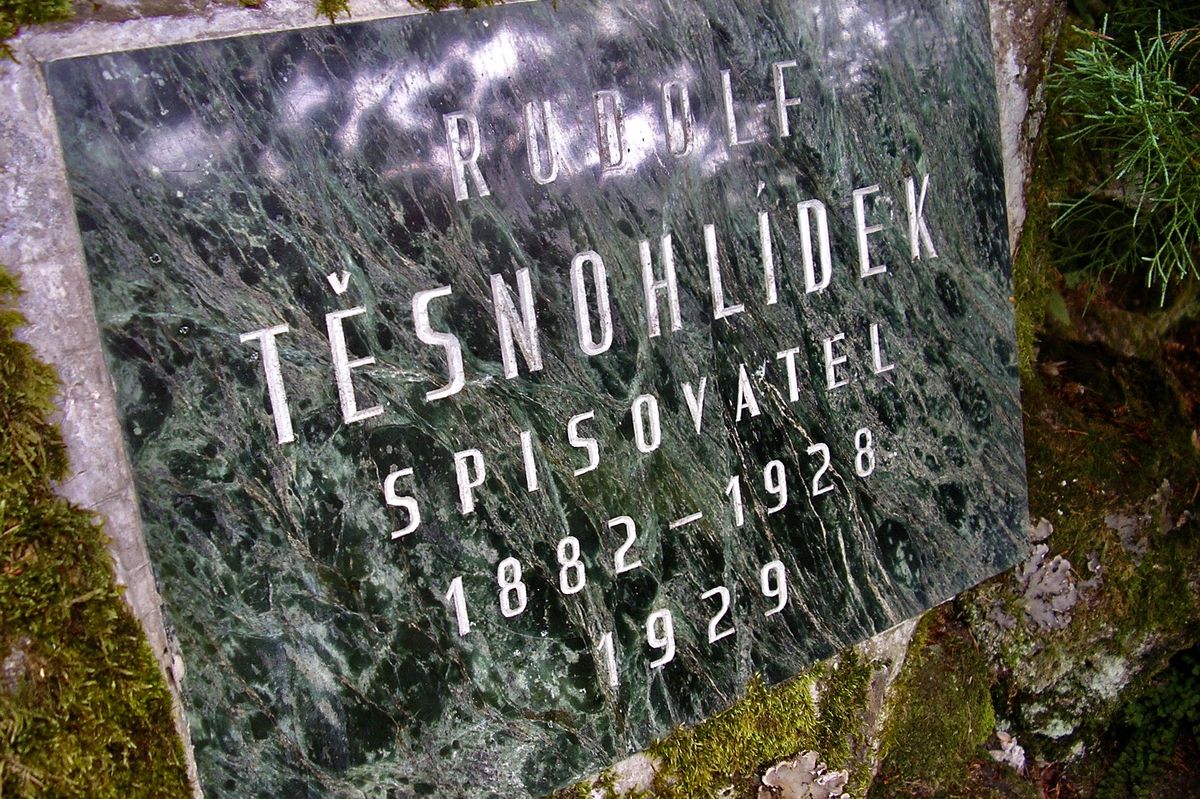 RUDOLF
TĚSNOHLÍDEK
SPISOVATEL
1882-1928.
1929